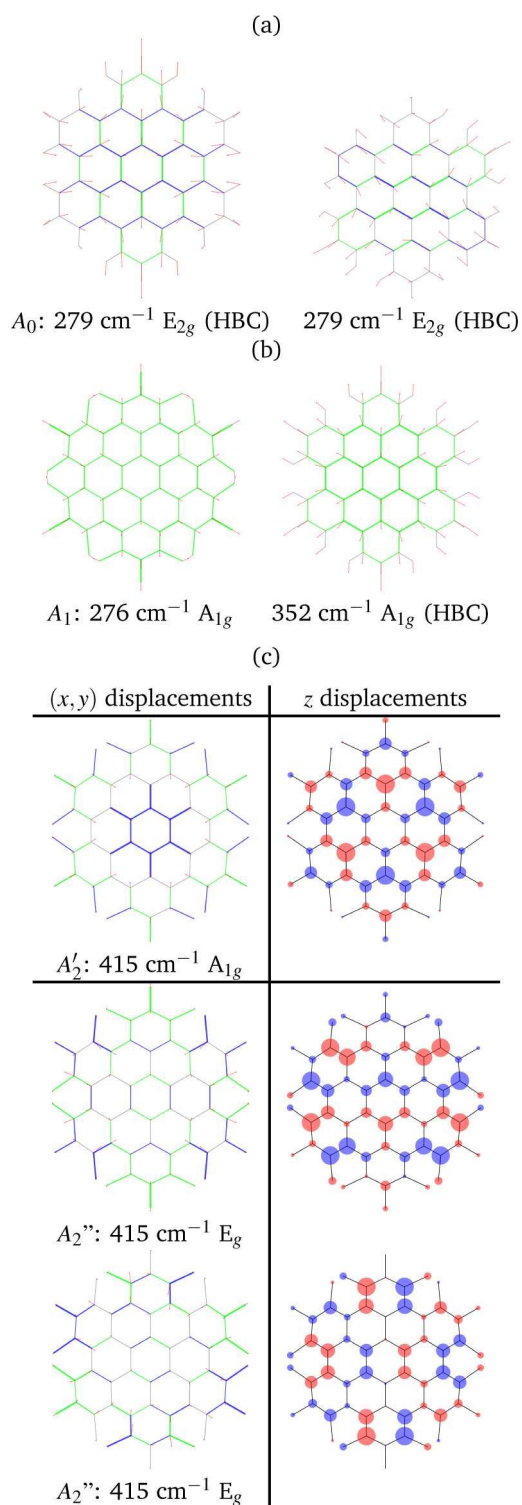 (a)
A₀: 279 cm⁻¹ E₂g (HBC) 279 cm⁻¹ E₂g (HBC)
(b)
A₁: 276 cm⁻¹ A₁g 352 cm⁻¹ A₁g (HBC)
(c)
(x, y) displacements z displacements
A₂′: 415 cm⁻¹ A₁g
A₂”: 415 cm⁻¹ Eg
A₂”: 415 cm⁻¹ Eg